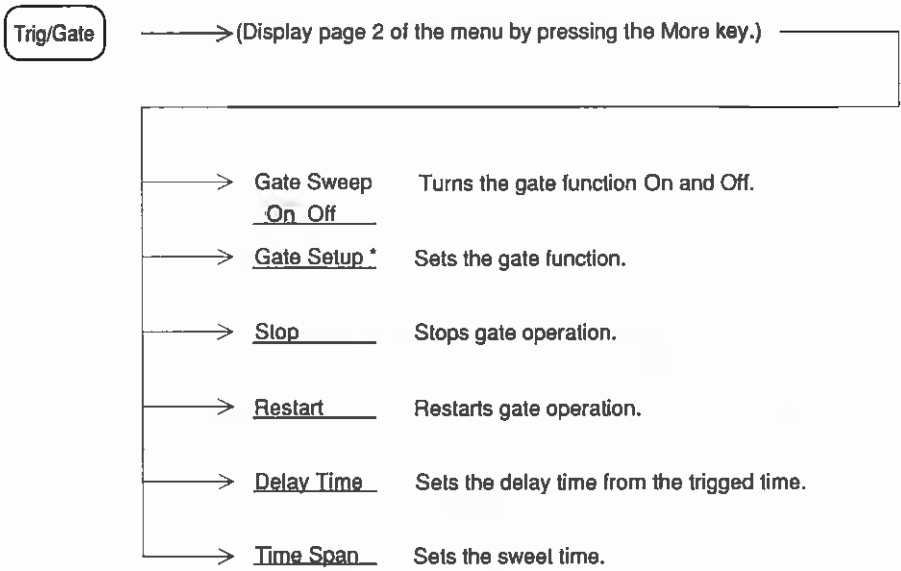 Trig/Gate
(Display page 2 of the menu by pressing the More key.)
Gate Sweep Turns the gate function On and Off.
On Off
Gate Setup * Sets the gate function.
Stop Stops gate operation.
Restart Restarts gate operation.
Delay Time Sets the delay time from the trigged time.
Time Span Sets the sweet time.